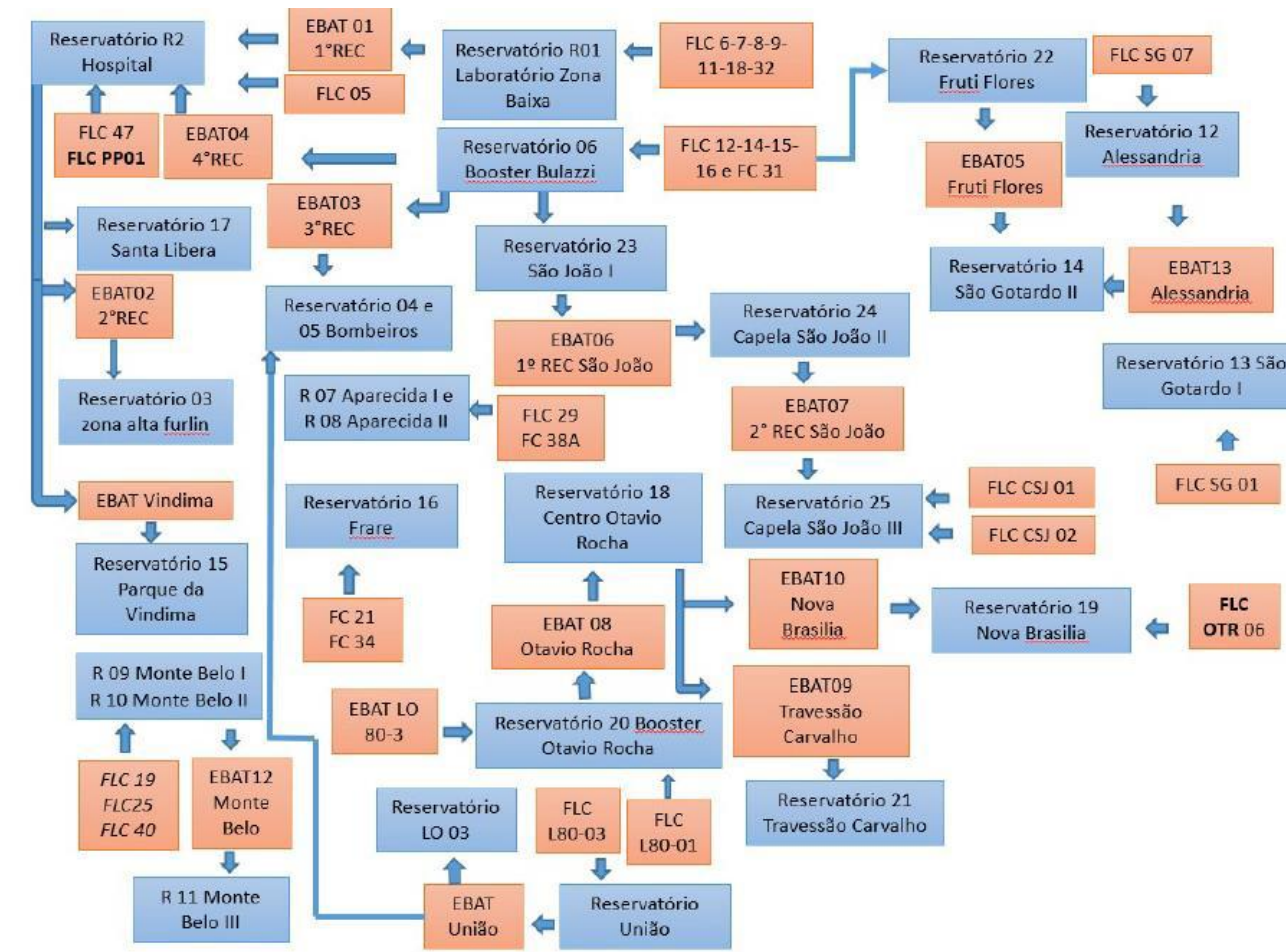 Reservatório R2
Hospital
EBAT 01
1°REC
FLC 05
Reservatório R01
Laboratório Zona
Baixa
FLC 6-7-8-9-
11-18-32
Reservatório 22
Fruti Flores
FLC SG 07
FLC 47
FLC PP01
EBAT04
4°REC
Reservatório 06
Booster Bulazzi
FLC 12-14-15-
16 e FC 31
EBAT05
Fruti Flores
Reservatório 12
Alessandria
EBAT03
3°REC
Reservatório 17
Santa Libera
Reservatório 23
São João I
Reservatório 14
São Gotardo II
EBAT13
Alessandria
EBAT02
2°REC
Reservatório 04 e
05 Bombeiros
EBAT06
1º REC São João
Reservatório 24
Capela São João II
Reservatório 13 São
Gotardo I
Reservatório 03
zona alta furlin
R 07 Aparecida I e
R 08 Aparecida II
FLC 29
FC 38A
EBAT07
2° REC São João
FLC SG 01
EBAT Vindima
Reservatório 16
Frare
Reservatório 18
Centro Otavio
Rocha
Reservatório 25
Capela São João III
FLC CSJ 01
FLC CSJ 02
Reservatório 15
Parque da
Vindima
FC 21
FC 34
EBAT 08
Otavio Rocha
EBAT10
Nova
Brasilia
Reservatório 19
Nova Brasilia
FLC
OTR 06
R 09 Monte Belo I
R 10 Monte Belo II
EBAT LO
80-3
Reservatório 20 Booster
Otavio Rocha
EBAT09
Travessão
Carvalho
FLC 19
FLC25
FLC 40
EBAT12
Monte
Belo
Reservatório
LO 03
FLC
L80-03
FLC
L80-01
Reservatório 21
Travessão Carvalho
R 11 Monte
Belo III
EBAT
União
Reservatório
União